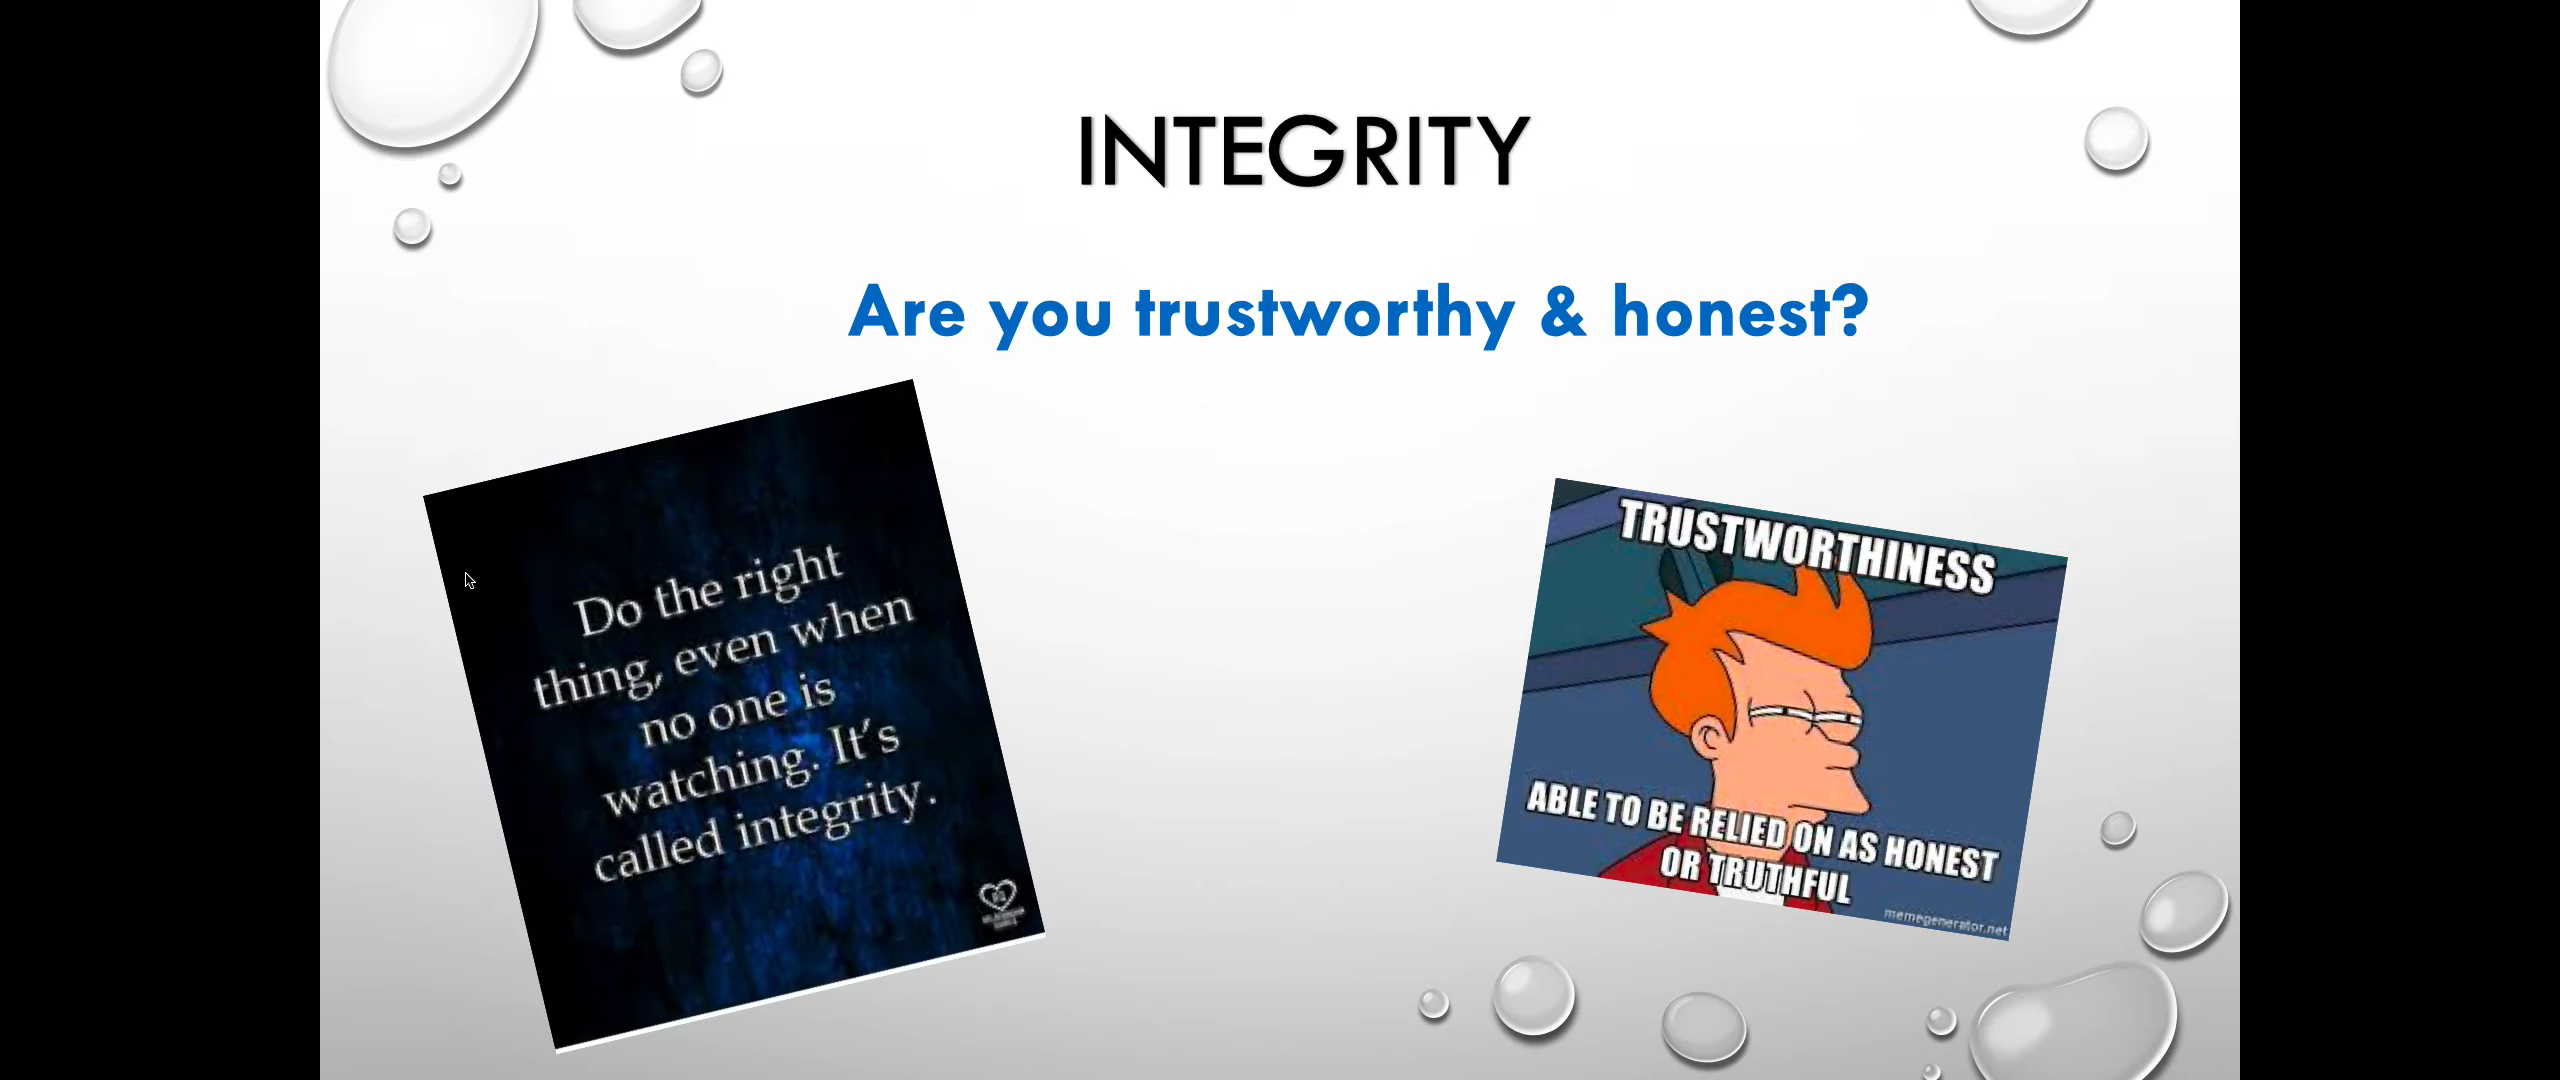 INTEGRITY
Are you trustworthy & honest?
Do the right
thing, even when
no one is
watching. It's
called integrity.
TRUSTWORTHINESS
ABLE TO BE RELIED ON AS HONEST
OR TRUTHFUL
memegenerator.net